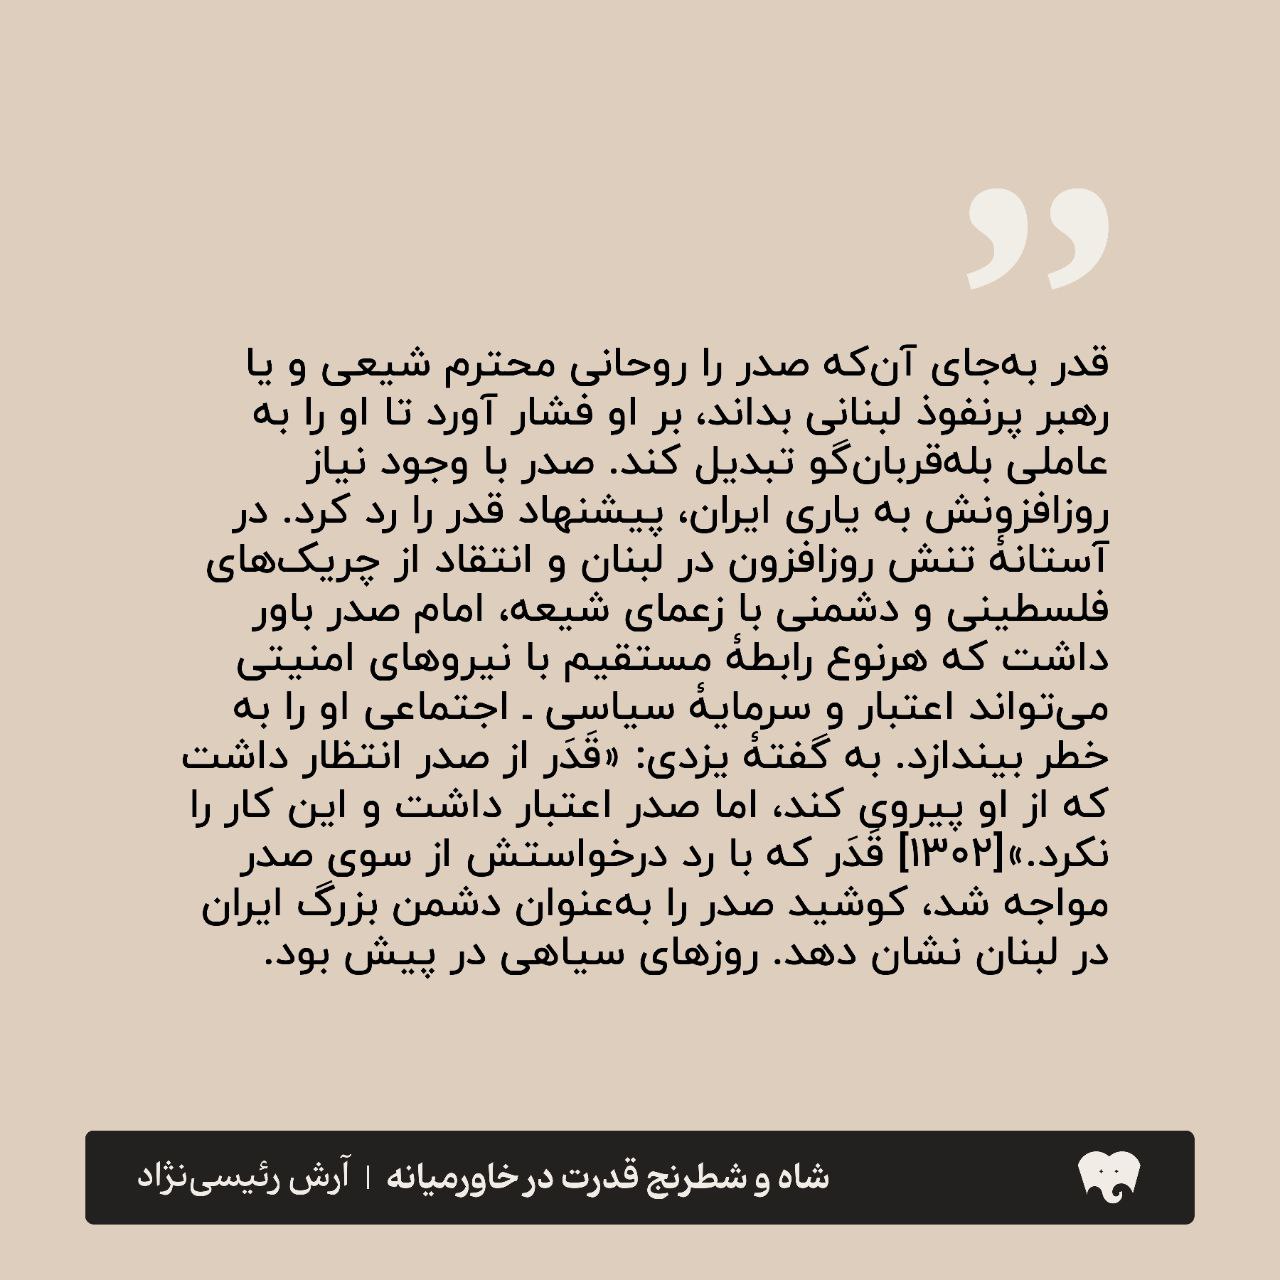 قدر به‌جای آن‌که صدر را روحانی محترم شیعی و یا
رهبر پرنفوذ لبنانی بداند، بر او فشار آورد تا او را به
عاملی بله‌قربان‌گو تبدیل کند. صدر با وجود نیاز
روزافزونش به یاری ایران، پیشنهاد قدر را رد کرد. در
آستانهٔ تنش روزافزون در لبنان و انتقاد از چریک‌های
فلسطینی و دشمنی با زعمای شیعه، امام صدر باور
داشت که هرنوع رابطهٔ مستقیم با نیروهای امنیتی
می‌تواند اعتبار و سرمایهٔ سیاسی ـ اجتماعی او را به
خطر بیندازد. به گفتهٔ یزدی: «قَدَر از صدر انتظار داشت
که از او پیروی کند، اما صدر اعتبار داشت و این کار را
نکرد.»[۱۳۰۲] قَدَر که با رد درخواستش از سوی صدر
مواجه شد، کوشید صدر را به‌عنوان دشمن بزرگ ایران
در لبنان نشان دهد. روزهای سیاهی در پیش بود.
شاه و شطرنج قدرت در خاورمیانه | آرش رئیسی‌نژاد